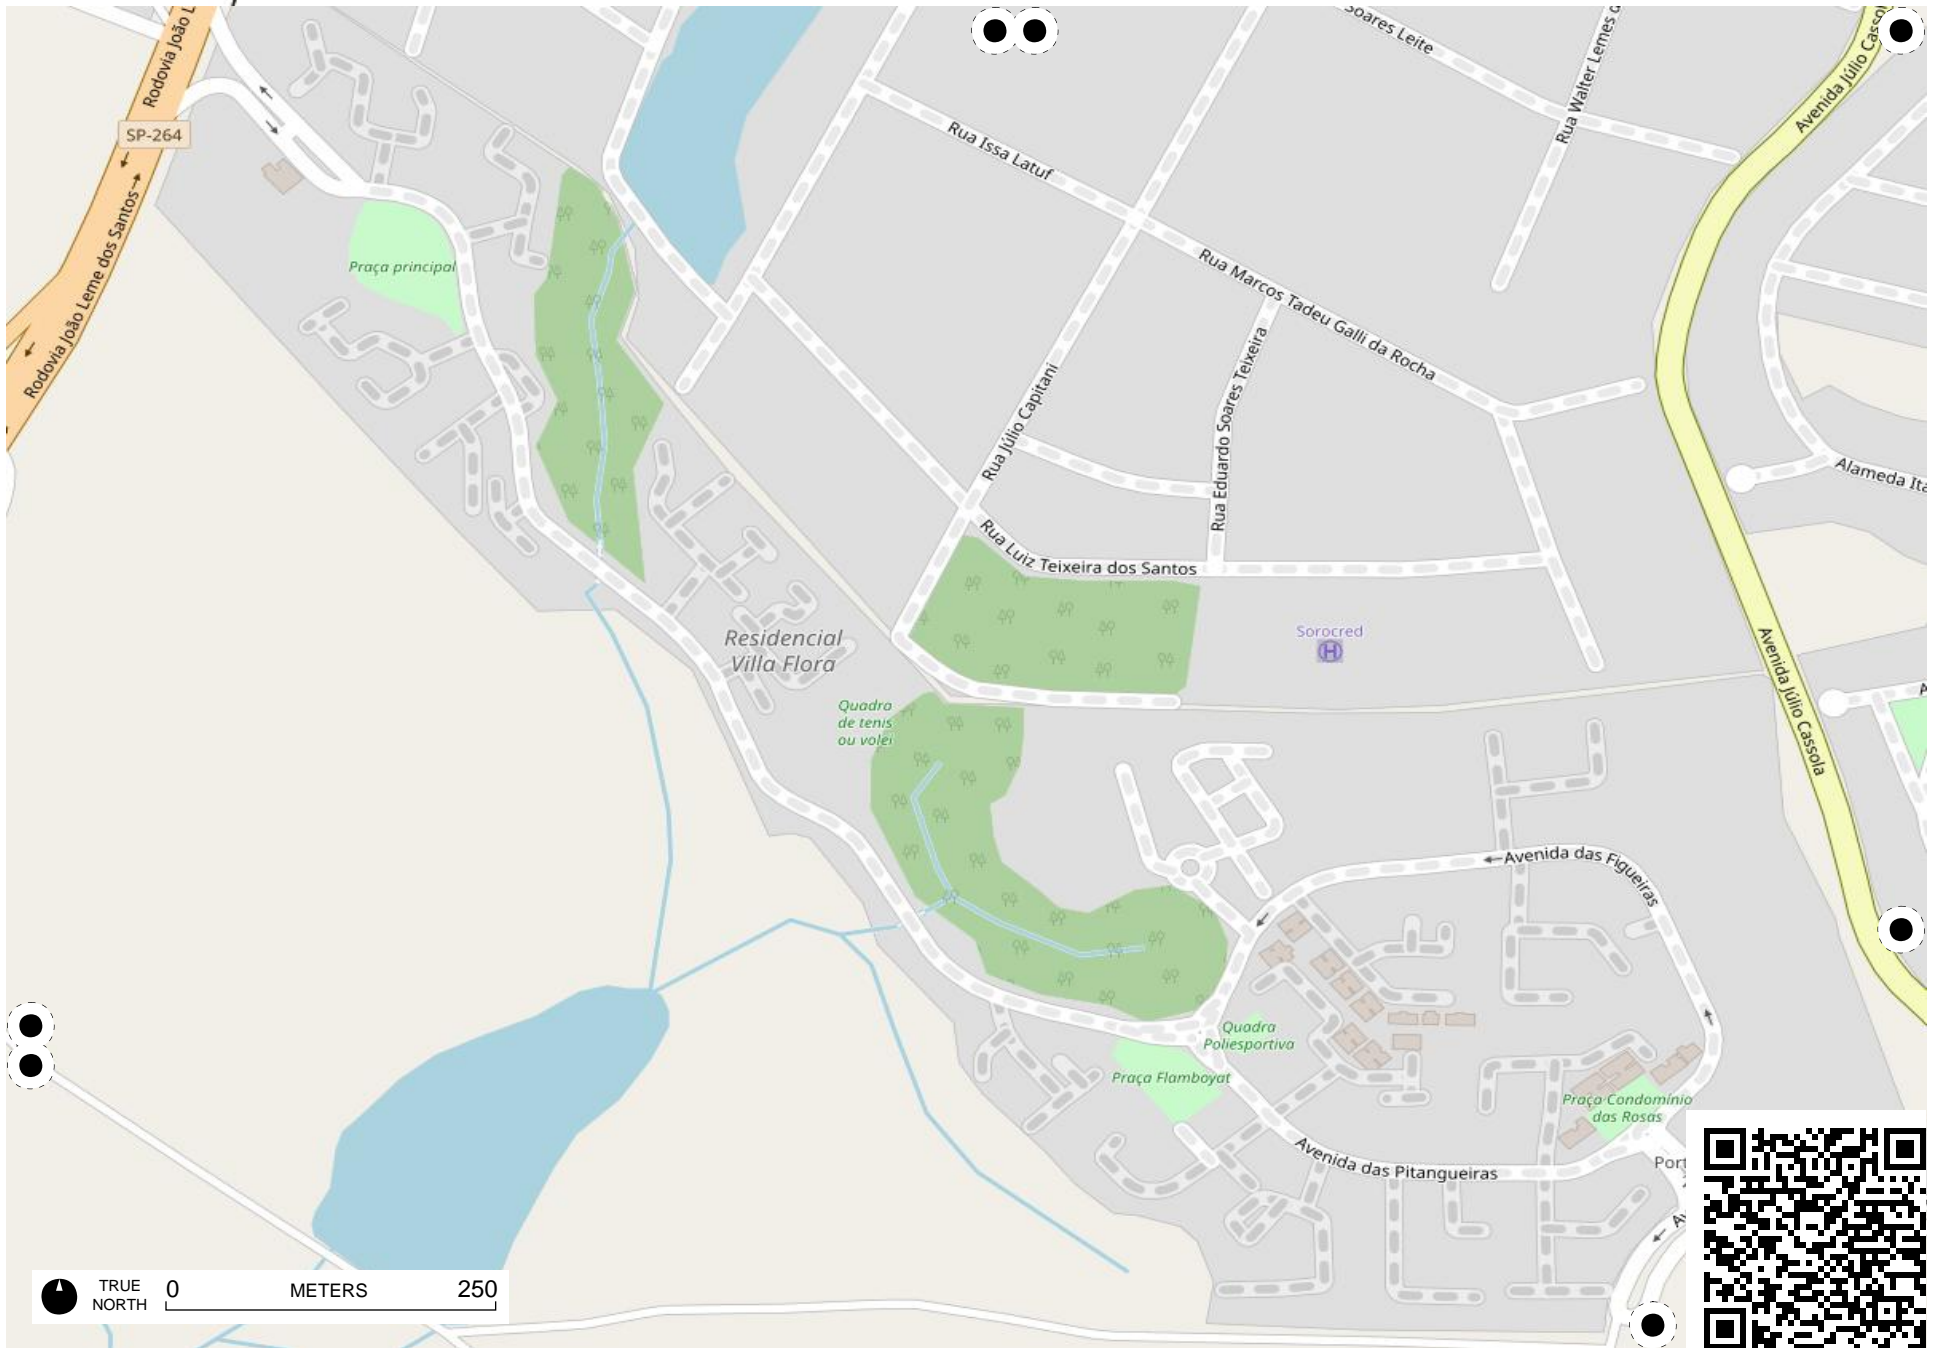 Rodovia João L
Soares Leite
Rua Walter Lemes d
Avenida Júlio Casso
SP-264
Rua Issa Latuf
Rodovia João Leme dos Santos
Praça principal
Rua Marcos Tadeu Galli da Rocha
Rua Eduardo Soares Teixeira
Rua Júlio Capitani
Alameda Ita
Rua Luiz Teixeira dos Santos
Residencial
Villa Flora
Sorocred
H
Avenida Júlio Cassola
A
Quadra
de tenis
ou volei
Avenida das Figueiras
Quadra
Poliesportiva
Praça Flamboyat
Praça Condomínio
das Rosas
Avenida das Pitangueiras
Port
Av
TRUE
NORTH
0 METERS 250